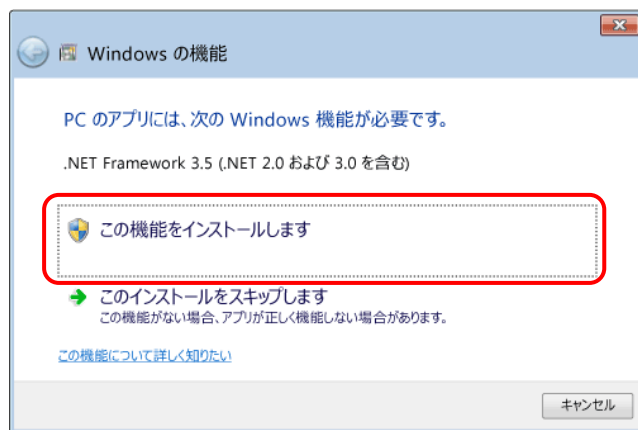 Windows の機能
PC のアプリには、次の Windows 機能が必要です。
.NET Framework 3.5 (.NET 2.0 および 3.0 を含む)
この機能をインストールします
このインストールをスキップします
この機能がない場合、アプリが正しく機能しない場合があります。
この機能について詳しく知りたい
キャンセル